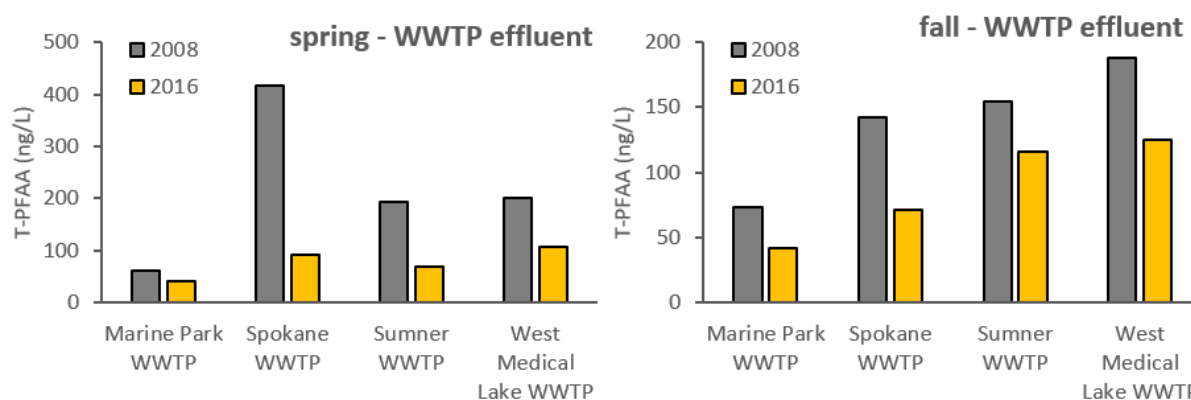 spring - WWTP effluent
2008
2016
T-PFAA (ng/L)
500
400
300
200
100
0
Marine Park WWTP
Spokane WWTP
Sumner WWTP
West Medical Lake WWTP
fall - WWTP effluent
2008
2016
T-PFAA (ng/L)
200
150
100
50
0
Marine Park WWTP
Spokane WWTP
Sumner WWTP
West Medical Lake WWTP